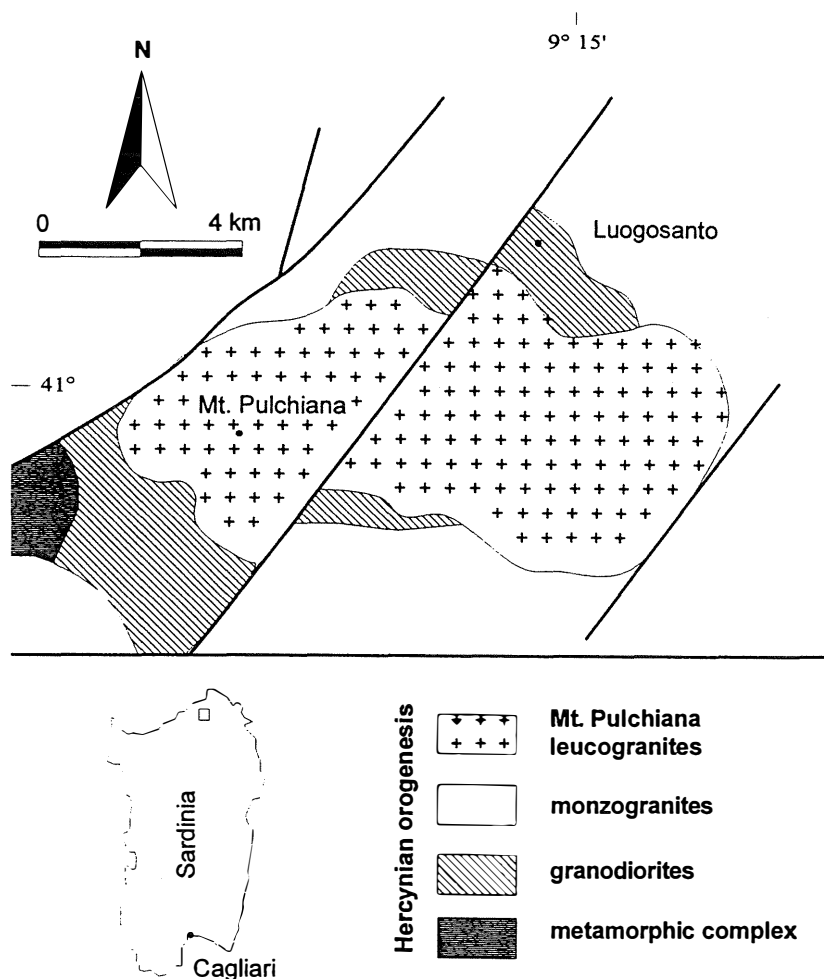 9° 15'
N
0 4 km
Luogosanto
41°
Mt. Pulchiana
Sardinia
Cagliari
Hercynian orogenesis
Mt. Pulchiana
leucogranites
monzogranites
granodiorites
metamorphic complex